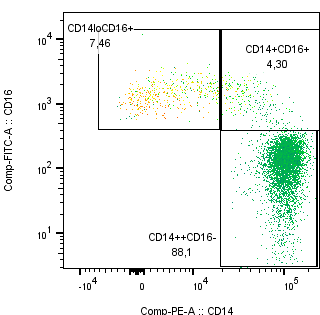 CD14loCD16+
7,46
CD14+CD16+
4,30
CD14++CD16-
88,1
10^4
10^3
10^2
10^1
Comp-FITC-A :: CD16
-10^4
0
10^4
10^5
Comp-PE-A :: CD14